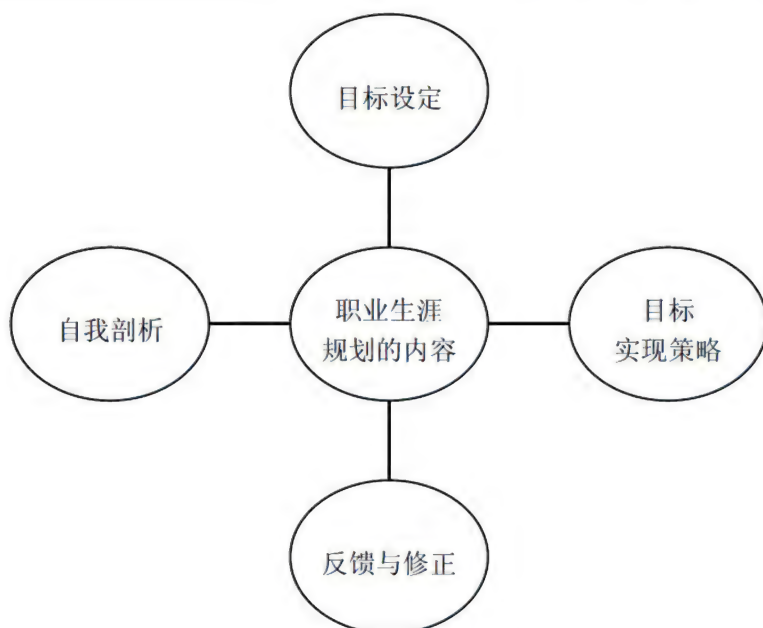 目标设定
自我剖析
职业生涯
规划的内容
目标
实现策略
反馈与修正